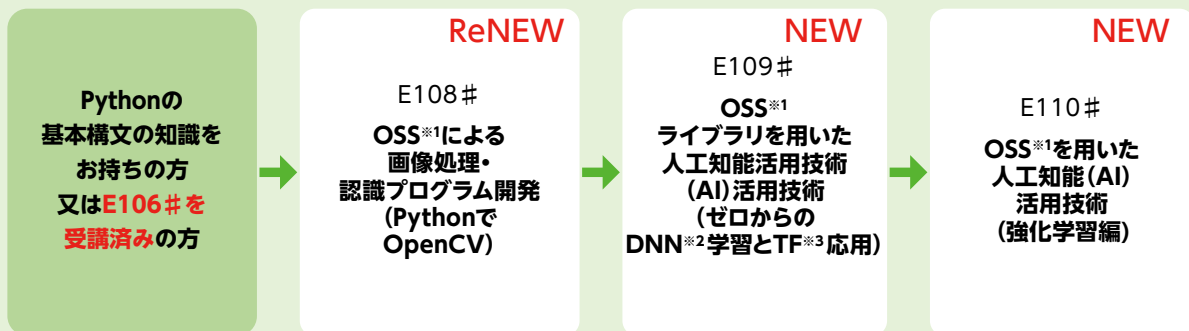 Pythonの
基本構文の知識を
お持ちの方
又はE106♯を
受講済みの方
ReNEW
E108♯
OSS※1による
画像処理・
認識プログラム開発
(Pythonで
OpenCV)
NEW
E109♯
OSS※1
ライブラリを用いた
人工知能活用技術
(AI)活用技術
(ゼロからの
DNN※2学習とTF※3応用)
NEW
E110♯
OSS※1を用いた
人工知能(AI)
活用技術
(強化学習編)